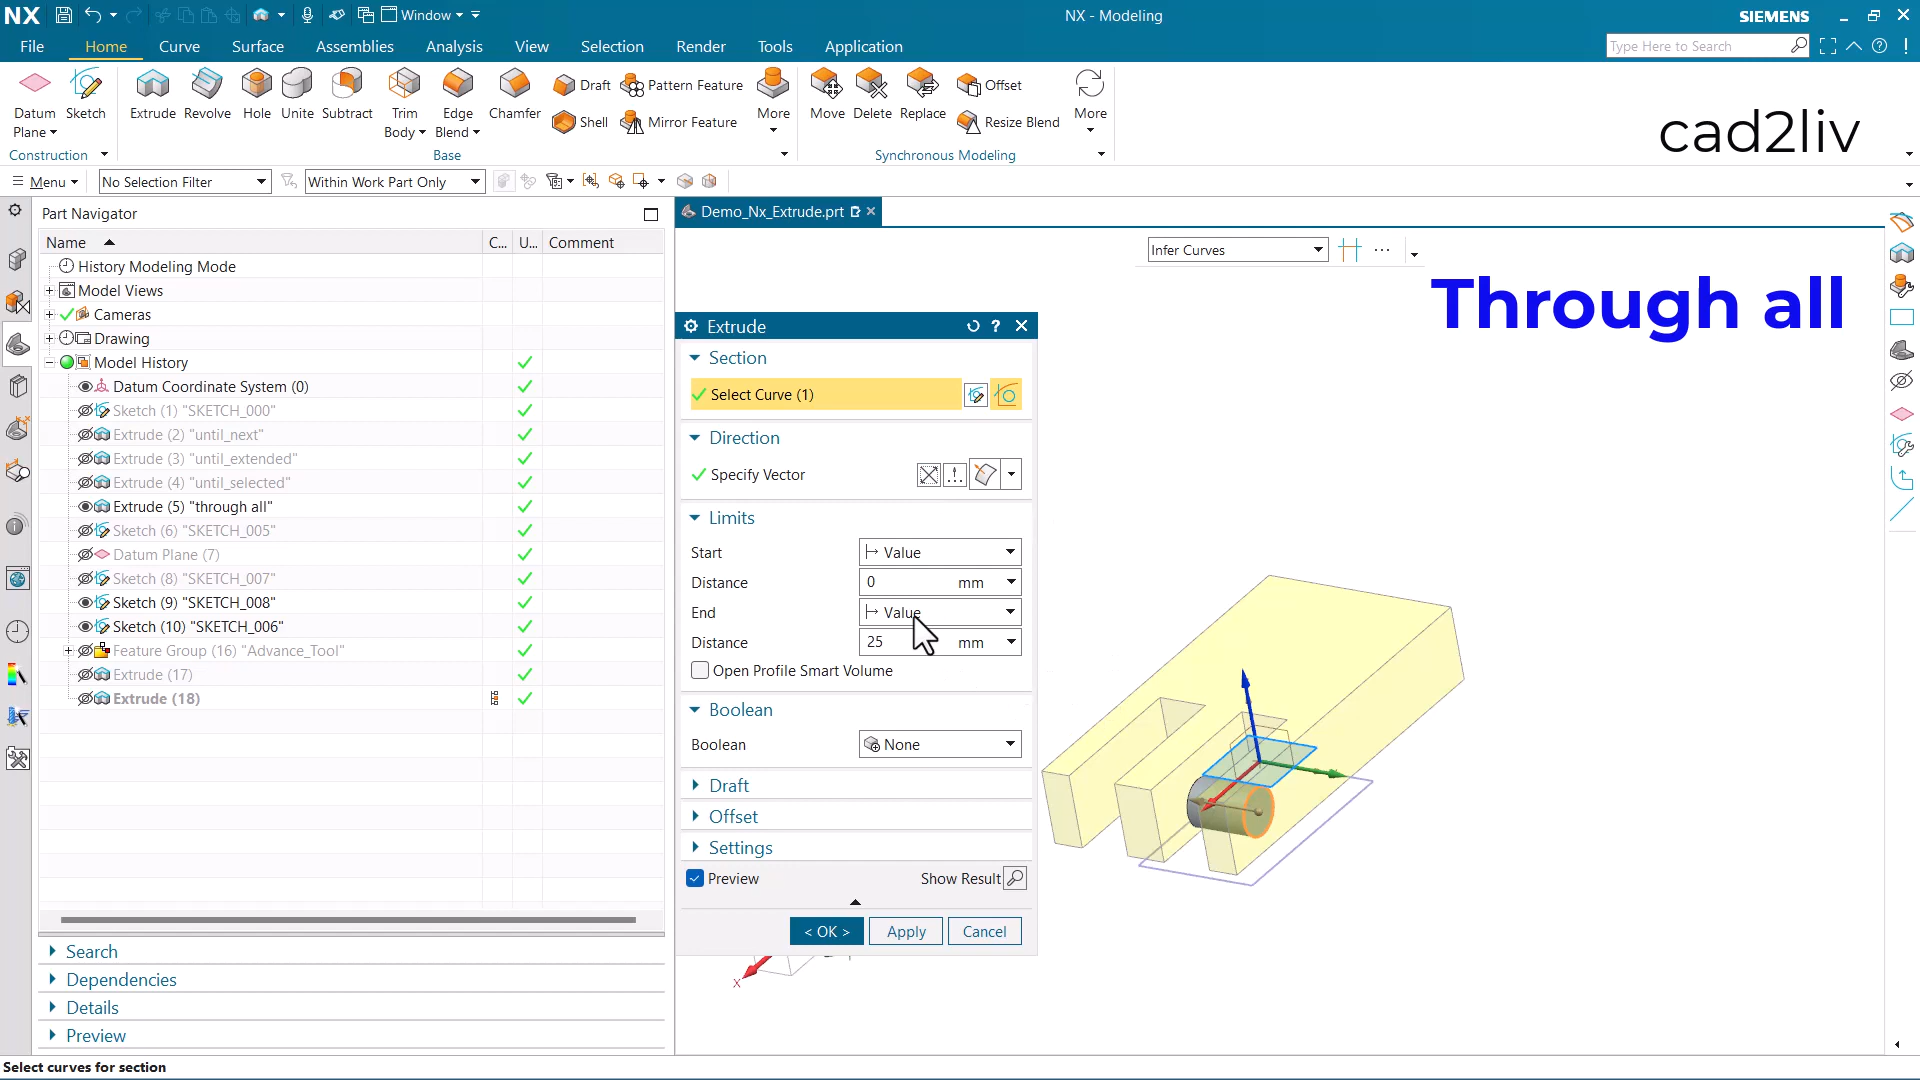 NX
Window
NX - Modeling
SIEMENS
File Home Curve Surface Assemblies Analysis View Selection Render Tools Application
Type Here to Search
Datum Plane
Sketch
Extrude
Revolve
Hole
Unite
Subtract
Trim Body
Edge Blend
Chamfer
Draft
Shell
Pattern Feature
Mirror Feature
More
Move
Delete
Replace
Offset
Resize Blend
More
cad2liv
Construction
Base
Synchronous Modeling
Menu
No Selection Filter
Within Work Part Only
Part Navigator
Name C... U... Comment
History Modeling Mode
Model Views
Cameras
Drawing
Model History
Datum Coordinate System (0)
Sketch (1) "SKETCH_000"
Extrude (2) "until_next"
Extrude (3) "until_extended"
Extrude (4) "until_selected"
Extrude (5) "through all"
Sketch (6) "SKETCH_005"
Datum Plane (7)
Sketch (8) "SKETCH_007"
Sketch (9) "SKETCH_008"
Sketch (10) "SKETCH_006"
Feature Group (16) "Advance_Tool"
Extrude (17)
Extrude (18)
Search
Dependencies
Details
Preview
Demo_Nx_Extrude.prt
Infer Curves
Through all
Extrude
Section
Select Curve (1)
Direction
Specify Vector
Limits
Start Value
Distance 0 mm
End Value
Distance 25 mm
Open Profile Smart Volume
Boolean
Boolean None
Draft
Offset
Settings
Preview Show Result
< OK > Apply Cancel
X
Select curves for section